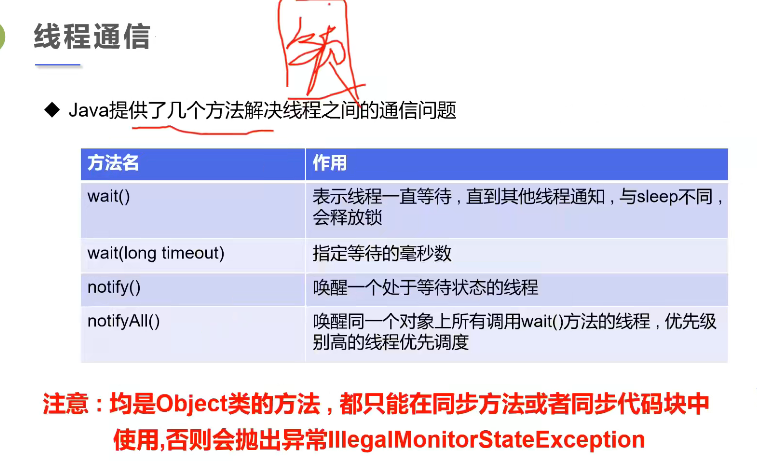 线程通信
锁
◆ Java提供了几个方法解决线程之间的通信问题
方法名 作用
wait() 表示线程一直等待，直到其他线程通知，与sleep不同，
会释放锁
wait(long timeout) 指定等待的毫秒数
notify() 唤醒一个处于等待状态的线程
notifyAll() 唤醒同一个对象上所有调用wait()方法的线程，优先级
别高的线程优先调度
注意：均是Object类的方法，都只能在同步方法或者同步代码块中
使用,否则会抛出异常IllegalMonitorStateException